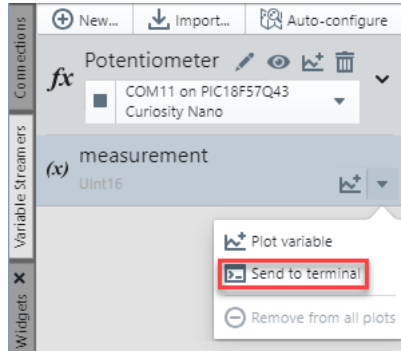 Connections
Variable Streamers
Widgets
New...
Import...
Auto-configure
fx
Potentiometer
COM11 on PIC18F57Q43
Curiosity Nano
(x)
measurement
UInt16
Plot variable
Send to terminal
Remove from all plots